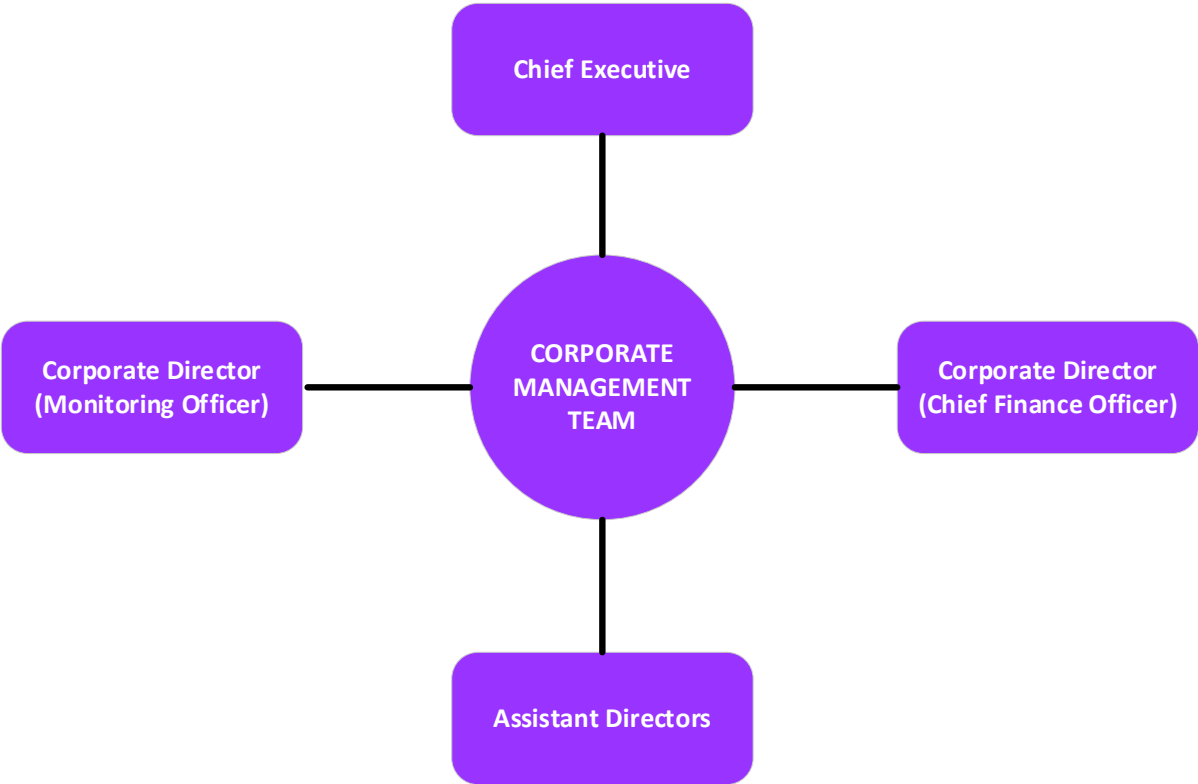 Chief Executive
Corporate Director
(Monitoring Officer)
CORPORATE
MANAGEMENT
TEAM
Corporate Director
(Chief Finance Officer)
Assistant Directors